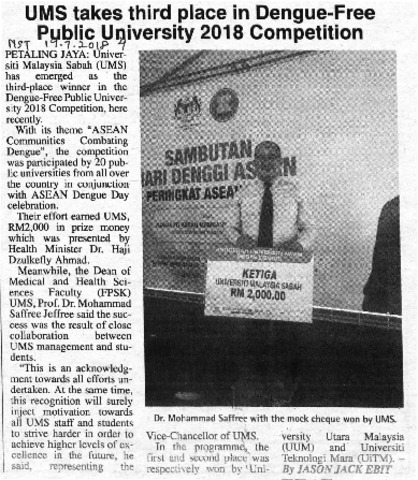 UMS takes third place in Dengue-Free
Public University 2018 Competition
NST 19.7.2018
PETALING JAYA: Univer-
siti Malaysia Sabah (UMS)
has emerged as the
third-place winner in the
Dengue-Free Public Univer-
sity 2018 Competition, here
recently.
With its theme "ASEAN
Communities Combating
Dengue", the competition
was participated by 20 pub-
lic universities from all over
the country in conjunction
with ASEAN Dengue Day
celebration.
Their effort earned UMS,
RM2,000 in prize money
which was presented by
Health Minister Dr. Haji
Dzulkefly Ahmad.
Meanwhile, the Dean of
Medical and Health Sci-
ences Faculty (FPSK)
UMS, Prof. Dr. Mohammad
Saffree Jeffree said the suc-
cess was the result of close
collaboration between
UMS management and stu-
dents.
"This is an acknowledg-
ment towards all efforts un-
dertaken. At the same time,
this recognition will surely
inject motivation towards
all UMS staff and students
to strive harder in order to
achieve higher levels of ex-
cellence in the future, he
said, representing the
SAMBUTAN
HARI DENGGI ASEAN
PERINGKAT ASEA
KETIGA
UNIVERSITI MALAYSIA SABAH
RM 2,000.00
Dr. Mohammad Saffree with the mock cheque won by UMS.
Vice-Chancellor of UMS.
In the programme, the
first and second place was
respectively won by 'Uni-
versity Utara Malaysia
(UUM) and Universiti
Teknologi Mara (UiTM). –
By JASON JACK EBIT